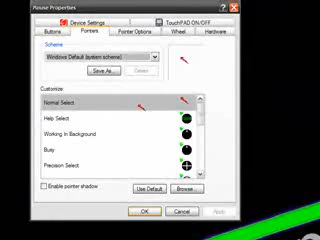 Mouse Properties
Device Settings
TouchPAD ON/OFF
Buttons
Pointers
Pointer Options
Wheel
Hardware
Scheme
Windows Default (system scheme)
Save As...
Delete
Customize:
Normal Select
Help Select
Working In Background
Busy
Precision Select
Enable pointer shadow
Use Default
Browse...
OK
Cancel
Apply